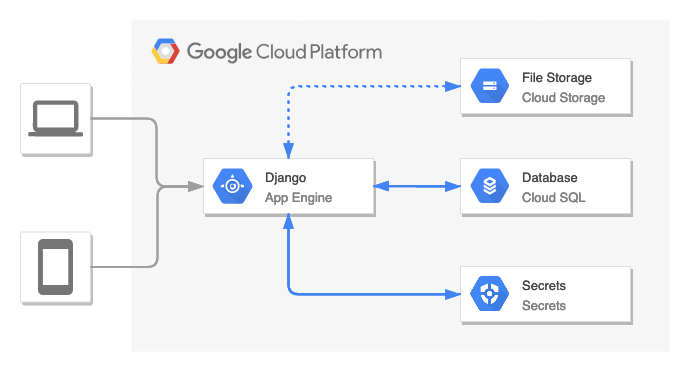 Google Cloud Platform
File Storage
Cloud Storage
Django
App Engine
Database
Cloud SQL
Secrets
Secrets